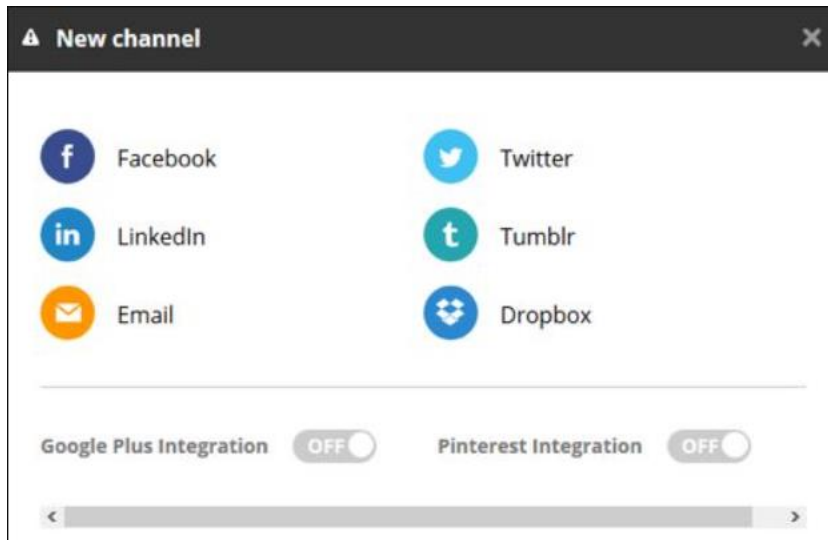 New channel
Facebook
Twitter
LinkedIn
Tumblr
Email
Dropbox
Google Plus Integration OFF
Pinterest Integration OFF